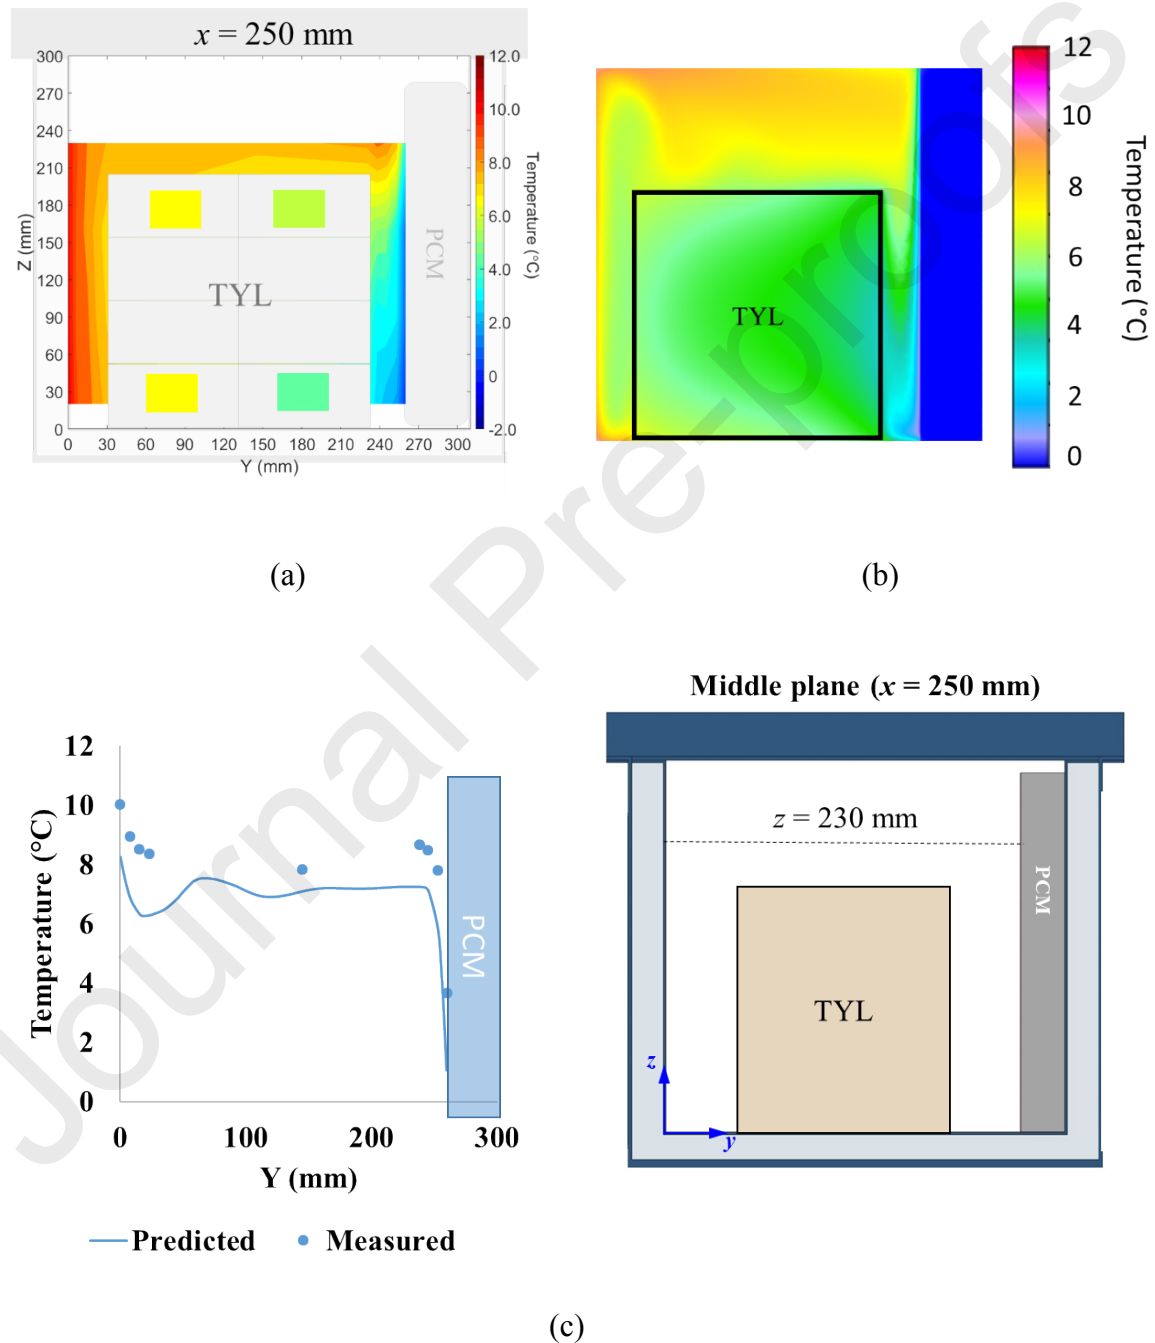 x = 250 mm
300
270
240
210
180
150
120
90
60
30
0
Z (mm)
0 30 60 90 120 150 180 210 240 270 300
Y (mm)
TYL
PCM
12.0
10.0
8.0
6.0
4.0
2.0
0
-2.0
Temperature (°C)
(a)
TYL
12
10
8
6
4
2
0
Temperature (°C)
(b)
Journal Pre-proofs
12
10
8
6
4
2
0
Temperature (°C)
0 100 200 300
Y (mm)
PCM
Predicted Measured
Middle plane (x = 250 mm)
z = 230 mm
PCM
TYL
z
y
(c)